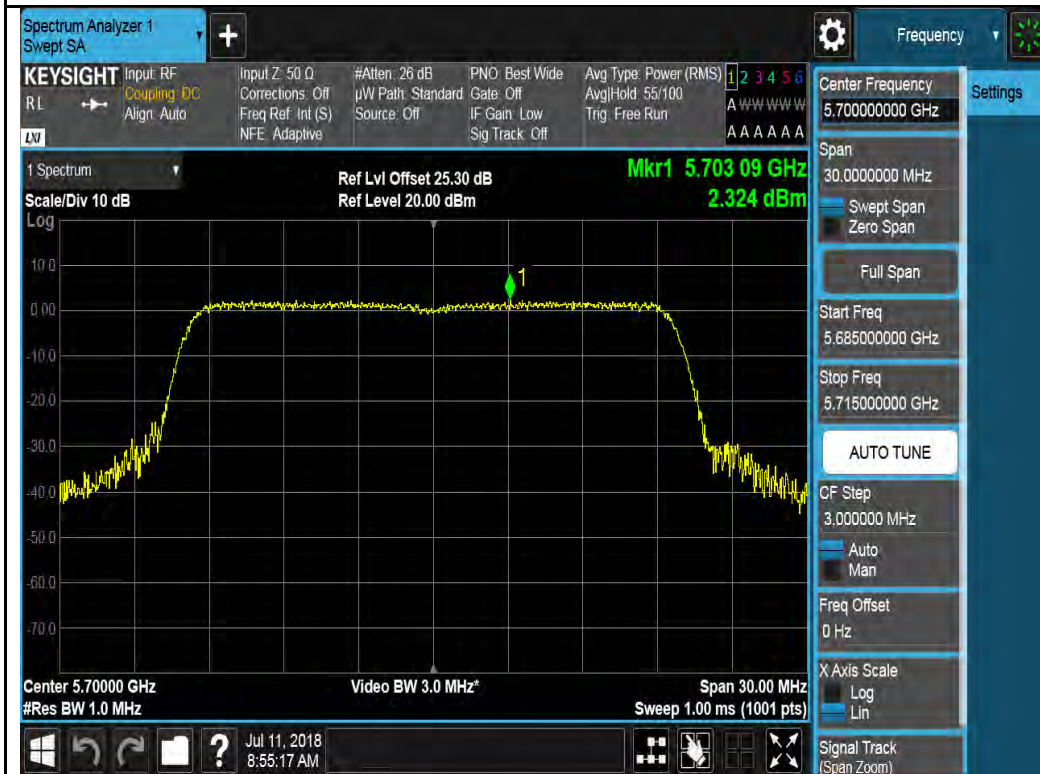 Spectrum Analyzer 1
Swept SA
Frequency
KEYSIGHT
RL
LXI
Input: RF
Coupling: DC
Align: Auto
Input Z: 50 Ω
Corrections: Off
Freq Ref: Int (S)
NFE: Adaptive
#Atten: 26 dB
µW Path: Standard
Source: Off
PNO: Best Wide
Gate: Off
IF Gain: Low
Sig Track: Off
Avg Type: Power (RMS)
Avg|Hold: 55/100
Trig: Free Run
1 2 3 4 5 6
A W W W W W
A A A A A A
Center Frequency
5.700000000 GHz
Settings
1 Spectrum
Scale/Div 10 dB
Ref Lvl Offset 25.30 dB
Ref Level 20.00 dBm
Mkr1 5.703 09 GHz
2.324 dBm
Log
10.0
0.00
-10.0
-20.0
-30.0
-40.0
-50.0
-60.0
-70.0
1
Span
30.0000000 MHz
Swept Span
Zero Span
Full Span
Start Freq
5.685000000 GHz
Stop Freq
5.715000000 GHz
AUTO TUNE
CF Step
3.000000 MHz
Auto
Man
Freq Offset
0 Hz
X Axis Scale
Log
Lin
Signal Track
(Span Zoom)
Center 5.70000 GHz
#Res BW 1.0 MHz
Video BW 3.0 MHz*
Span 30.00 MHz
Sweep 1.00 ms (1001 pts)
?
Jul 11, 2018
8:55:17 AM